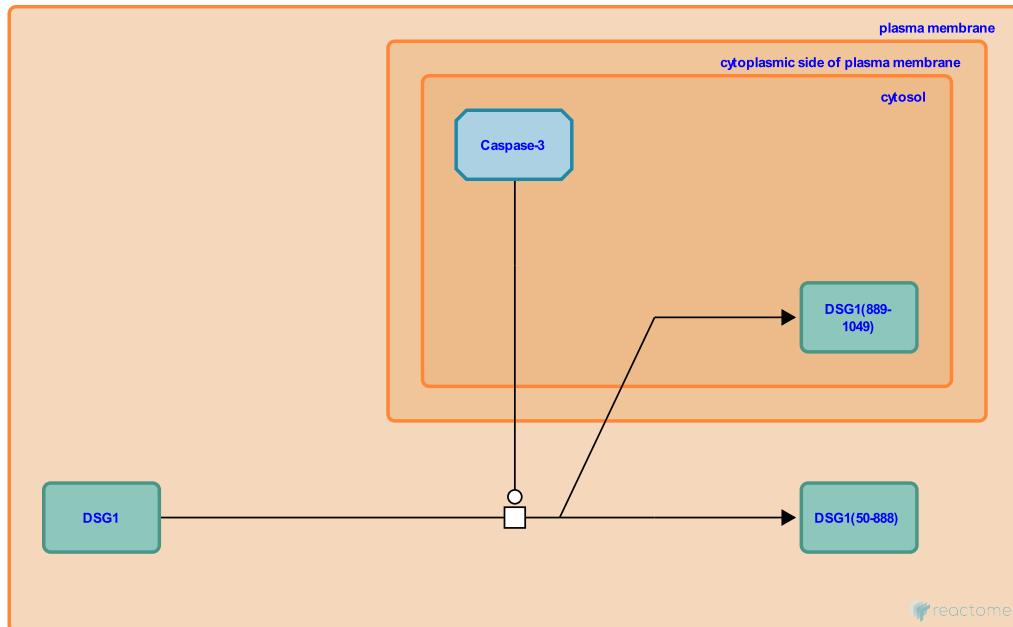 plasma membrane
cytoplasmic side of plasma membrane
cytosol
Caspase-3
DSG1(889-
1049)
DSG1
DSG1(50-888)
reactome